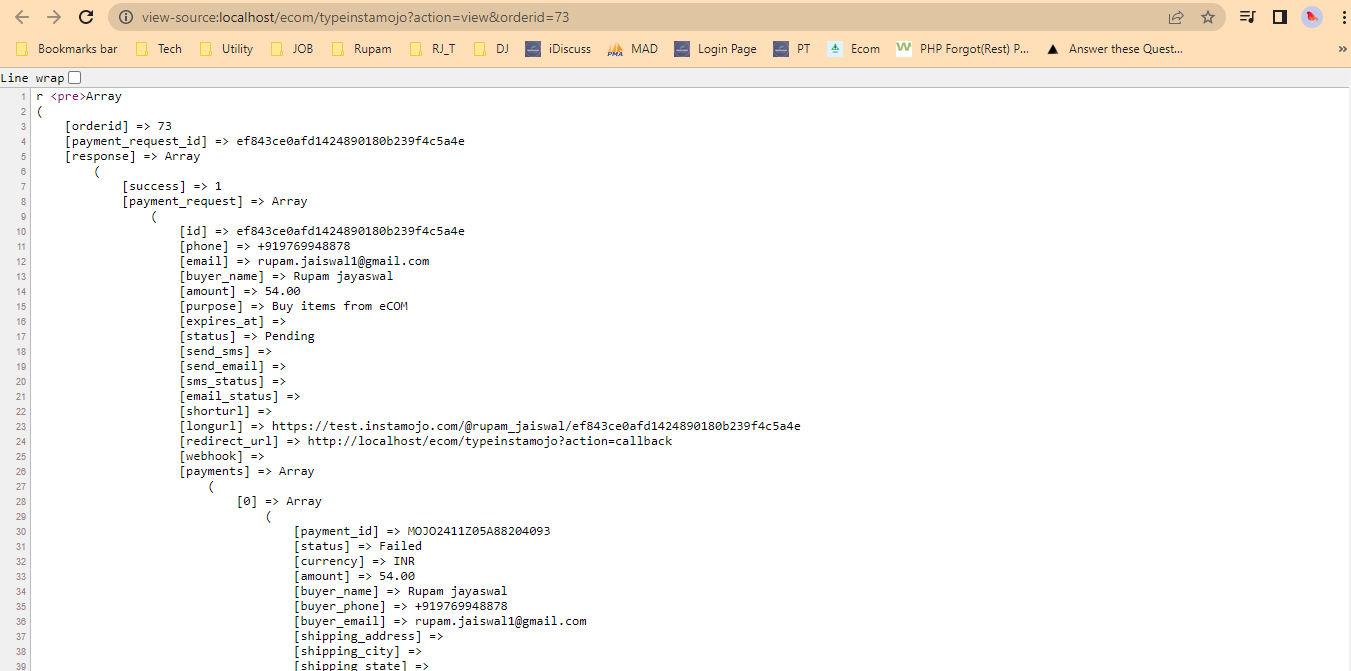 view-source:localhost/ecom/typeinstamojo?action=view&orderid=73
Bookmarks bar Tech Utility JOB Rupam RJ_T DJ iDiscuss PMA MAD Login Page PT Ecom W PHP Forgot(Rest) P... Answer these Quest... »
Line wrap
1 r <pre>Array
2 (
3 [orderid] => 73
4 [payment_request_id] => ef843ce0afd1424890180b239f4c5a4e
5 [response] => Array
6 (
7 [success] => 1
8 [payment_request] => Array
9 (
10 [id] => ef843ce0afd1424890180b239f4c5a4e
11 [phone] => +919769948878
12 [email] => rupam.jaiswal1@gmail.com
13 [buyer_name] => Rupam jayaswal
14 [amount] => 54.00
15 [purpose] => Buy items from eCOM
16 [expires_at] =>
17 [status] => Pending
18 [send_sms] =>
19 [send_email] =>
20 [sms_status] =>
21 [email_status] =>
22 [shorturl] =>
23 [longurl] => https://test.instamojo.com/@rupam_jaiswal/ef843ce0afd1424890180b239f4c5a4e
24 [redirect_url] => http://localhost/ecom/typeinstamojo?action=callback
25 [webhook] =>
26 [payments] => Array
27 (
28 [0] => Array
29 (
30 [payment_id] => MOJO2411Z05A88204093
31 [status] => Failed
32 [currency] => INR
33 [amount] => 54.00
34 [buyer_name] => Rupam jayaswal
35 [buyer_phone] => +919769948878
36 [buyer_email] => rupam.jaiswal1@gmail.com
37 [shipping_address] =>
38 [shipping_city] =>
39 [shipping_state] =>